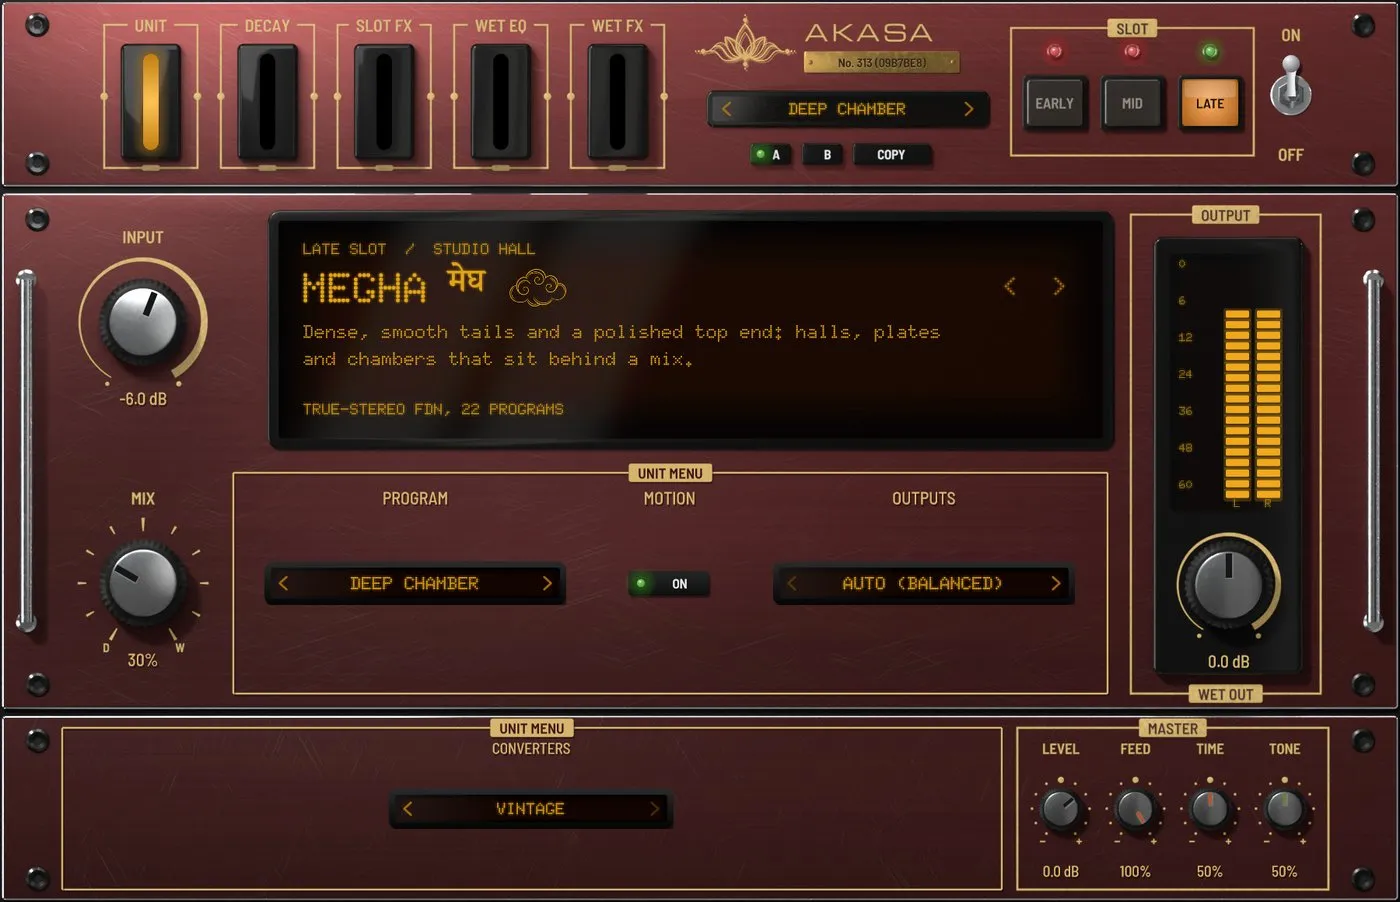 UNIT DECAY SLOT FX WET EQ WET FX
AKASA
No. 313 (09B7BE8)
DEEP CHAMBER
A B COPY
SLOT
EARLY MID LATE
ON
OFF
INPUT
-6.0 dB
MIX
D W
30%
LATE SLOT / STUDIO HALL
MEGHA मेघ
Dense, smooth tails and a polished top end: halls, plates
and chambers that sit behind a mix.
TRUE-STEREO FDN, 22 PROGRAMS
UNIT MENU
PROGRAM MOTION OUTPUTS
DEEP CHAMBER ON AUTO (BALANCED)
OUTPUT
0
6
12
24
36
48
60
L R
0.0 dB
WET OUT
UNIT MENU
CONVERTERS
VINTAGE
MASTER
LEVEL FEED TIME TONE
- + - + - + - +
0.0 dB 100% 50% 50%